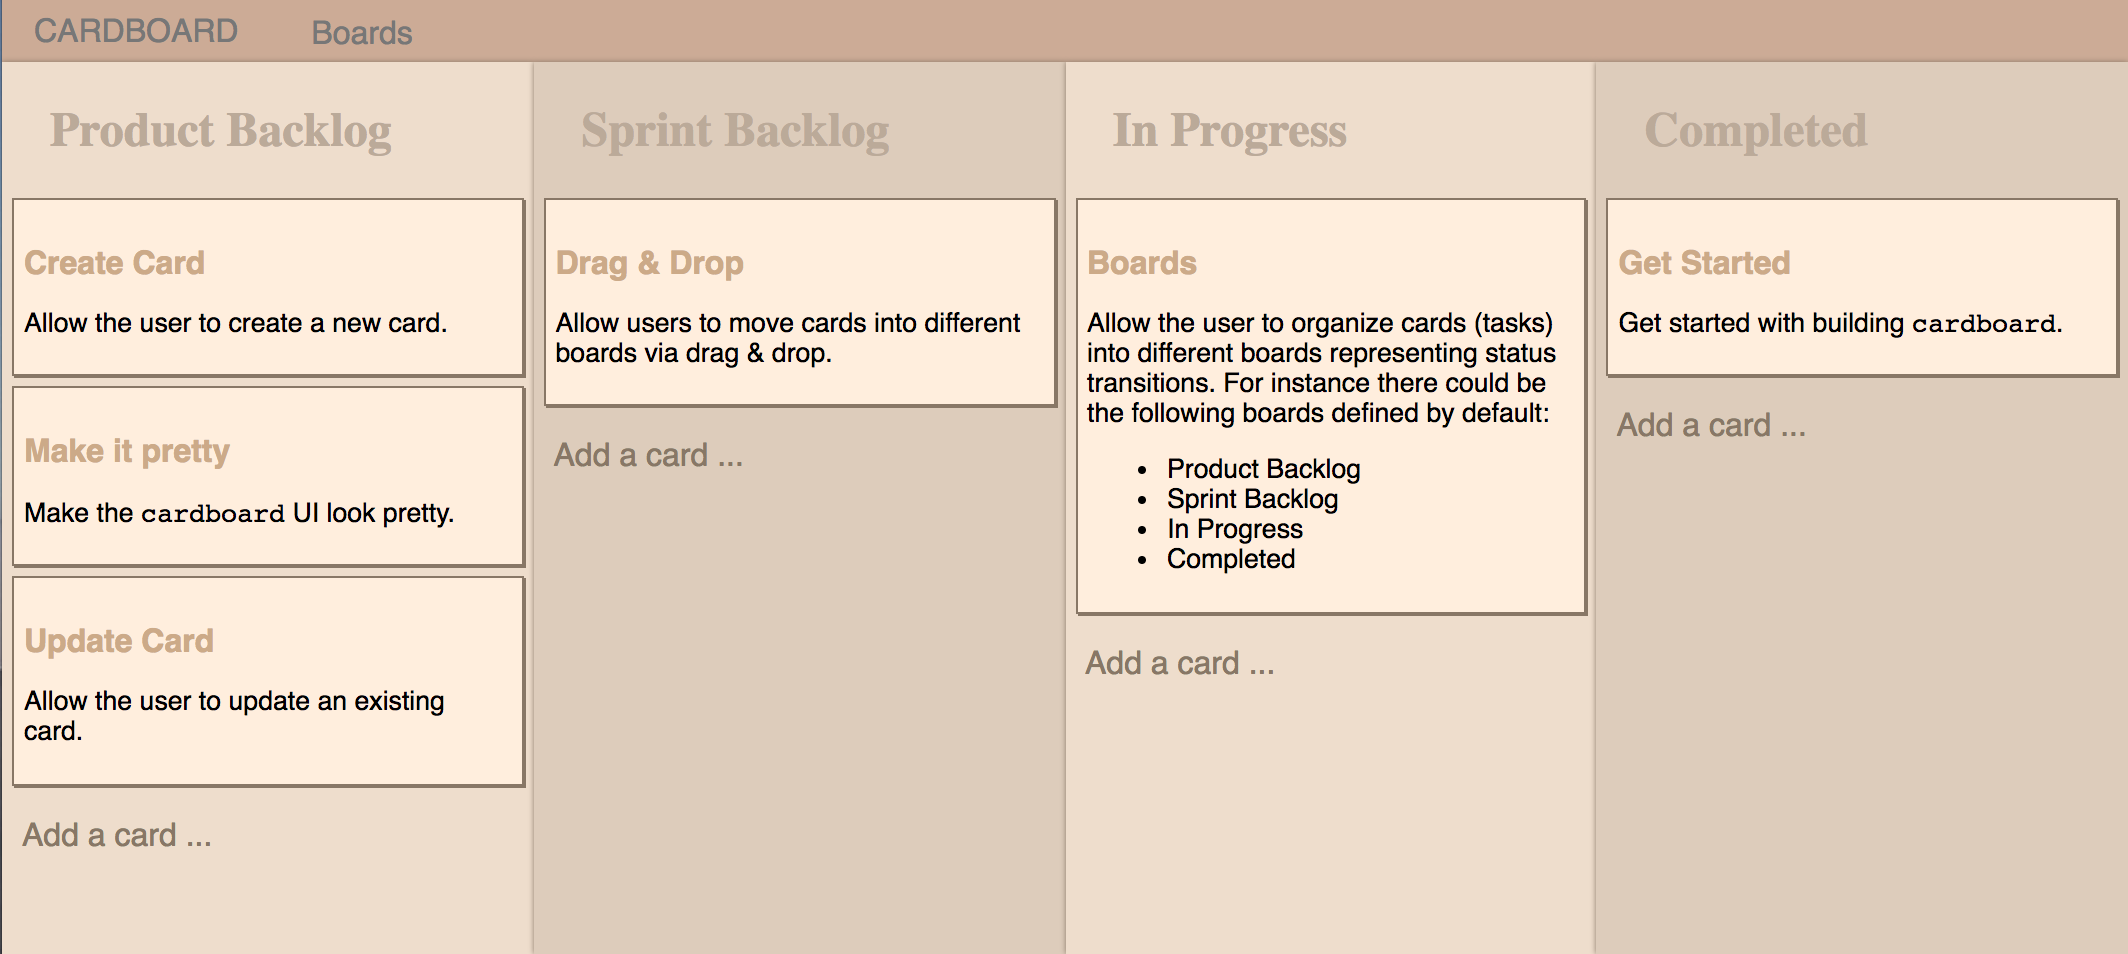 CARDBOARD Boards
Product Backlog
Create Card
Allow the user to create a new card.
Make it pretty
Make the cardboard UI look pretty.
Update Card
Allow the user to update an existing
card.
Add a card ...
Sprint Backlog
Drag & Drop
Allow users to move cards into different
boards via drag & drop.
Add a card ...
In Progress
Boards
Allow the user to organize cards (tasks)
into different boards representing status
transitions. For instance there could be
the following boards defined by default:
• Product Backlog
• Sprint Backlog
• In Progress
• Completed
Add a card ...
Completed
Get Started
Get started with building cardboard.
Add a card ...